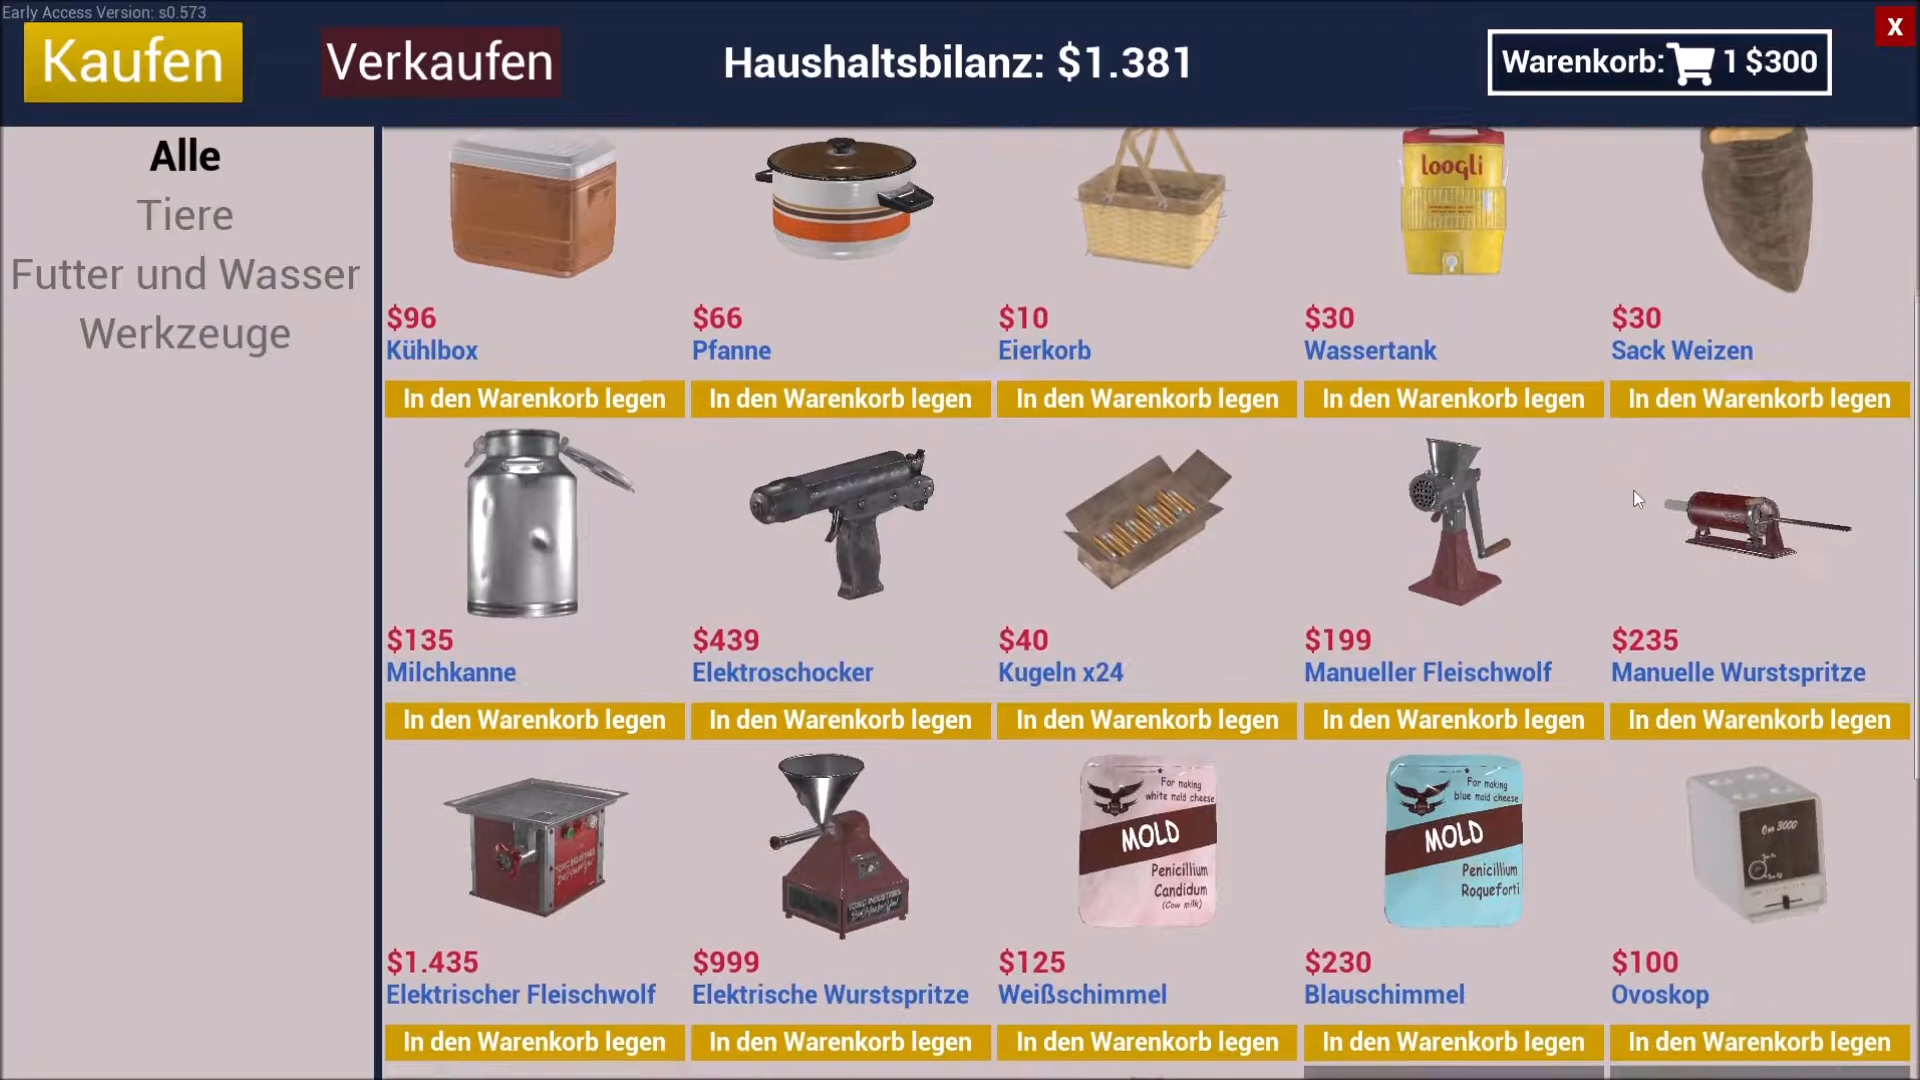 Early Access Version: s0.573
Kaufen
Verkaufen
Haushaltsbilanz: $1.381
Warenkorb: 1 $300
X
Alle
Tiere
Futter und Wasser
Werkzeuge
loogli
$96
Kühlbox
In den Warenkorb legen
$66
Pfanne
In den Warenkorb legen
$10
Eierkorb
In den Warenkorb legen
$30
Wassertank
In den Warenkorb legen
$30
Sack Weizen
In den Warenkorb legen
$135
Milchkanne
In den Warenkorb legen
$439
Elektroschocker
In den Warenkorb legen
$40
Kugeln x24
In den Warenkorb legen
$199
Manueller Fleischwolf
In den Warenkorb legen
$235
Manuelle Wurstspritze
In den Warenkorb legen
$1.435
Elektrischer Fleischwolf
In den Warenkorb legen
$999
Elektrische Wurstspritze
In den Warenkorb legen
For making
white mold cheese
MOLD
Penicillium
Candidum
(Cow milk)
$125
Weißschimmel
In den Warenkorb legen
For making
blue mold cheese
MOLD
Penicillium
Roqueforti
$230
Blauschimmel
In den Warenkorb legen
$100
Ovoskop
In den Warenkorb legen